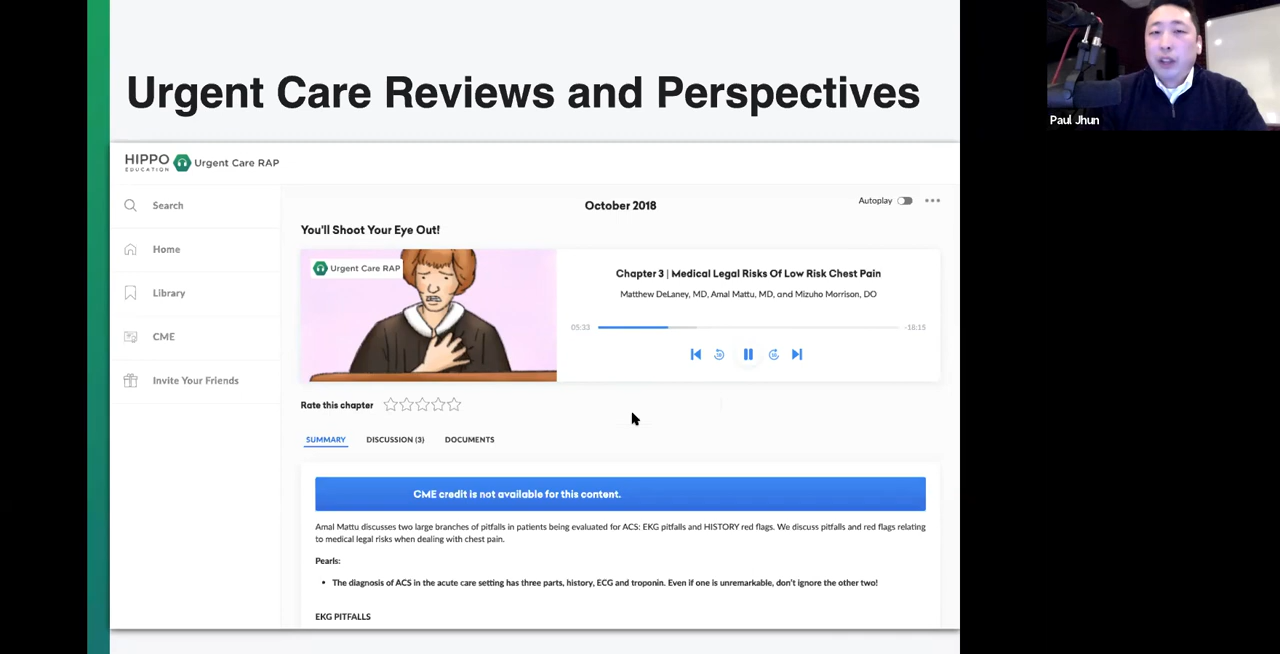 Urgent Care Reviews and Perspectives
Paul Jhun
HIPPO EDUCATION Urgent Care RAP
Search
Home
Library
CME
Invite Your Friends
October 2018
Autoplay
You'll Shoot Your Eye Out!
Urgent Care RAP
Chapter 3 | Medical Legal Risks Of Low Risk Chest Pain
Matthew DeLaney, MD, Amal Mattu, MD, and Mizuho Morrison, DO
05:33
-18:15
Rate this chapter
SUMMARY DISCUSSION (3) DOCUMENTS
CME credit is not available for this content.
Amal Mattu discusses two large branches of pitfalls in patients being evaluated for ACS: EKG pitfalls and HISTORY red flags. We discuss pitfalls and red flags relating
to medical legal risks when dealing with chest pain.
Pearls:
• The diagnosis of ACS in the acute care setting has three parts, history, ECG and troponin. Even if one is unremarkable, don't ignore the other two!
EKG PITFALLS